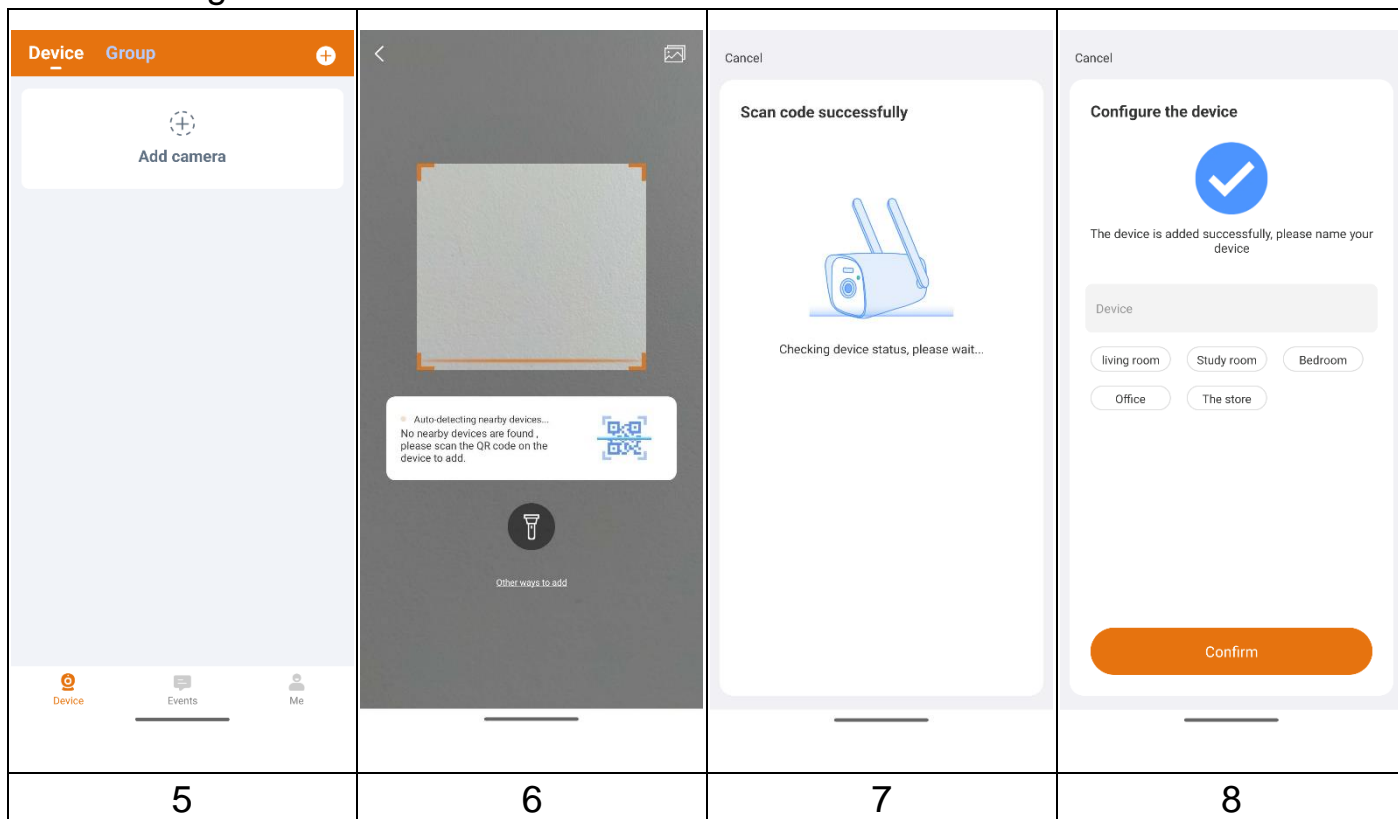 Device Group
Add camera
Device Events Me
Auto-detecting nearby devices...
No nearby devices are found ,
please scan the QR code on the
device to add.
Other ways to add
Cancel
Scan code successfully
Checking device status, please wait...
Cancel
Configure the device
The device is added successfully, please name your
device
Device
living room Study room Bedroom
Office The store
Confirm
5 6 7 8